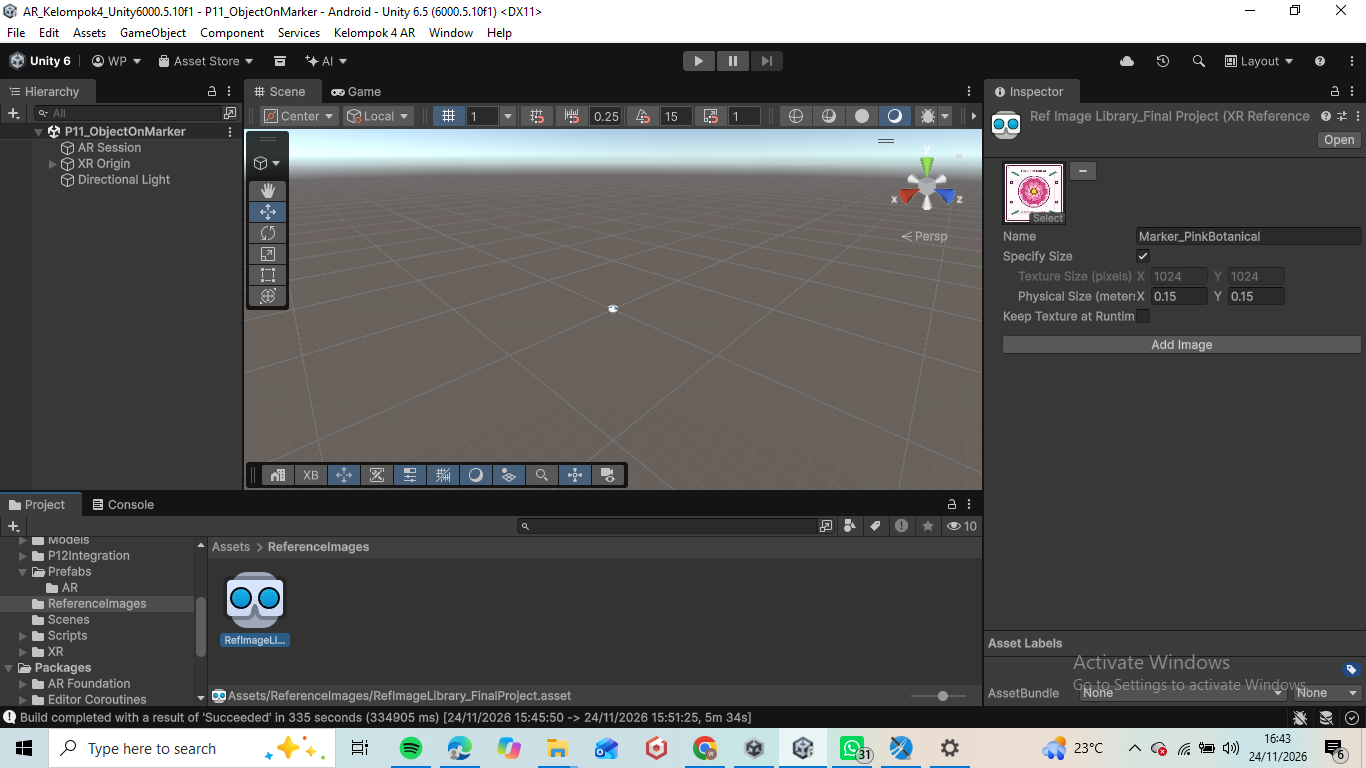 AR_Kelompok4_Unity6000.5.10f1 - P11_ObjectOnMarker - Android - Unity 6.5 (6000.5.10f1) <DX11>
File Edit Assets GameObject Component Services Kelompok 4 AR Window Help
Unity 6 WP Asset Store AI Layout
Hierarchy
All
P11_ObjectOnMarker
AR Session
XR Origin
Directional Light
Scene Game
Center Local 1 0.25 15 1
y
x z
Persp
XB
Inspector
Ref Image Library_Final Project (XR Reference
Open
Select
Name Marker_PinkBotanical
Specify Size
Texture Size (pixels) X 1024 Y 1024
Physical Size (meters X 0.15 Y 0.15
Keep Texture at Runtim
Add Image
Asset Labels
AssetBundle None None
Activate Windows
Go to Settings to activate Windows.
Project Console
10
Models
P12Integration
Prefabs
AR
ReferenceImages
Scenes
Scripts
XR
Packages
AR Foundation
Editor Coroutines
Assets > ReferenceImages
RefImageLi...
Assets/ReferenceImages/RefImageLibrary_FinalProject.asset
Build completed with a result of 'Succeeded' in 335 seconds (334905 ms) [24/11/2026 15:45:50 -> 24/11/2026 15:51:25, 5m 34s]
Type here to search
31
23°C
16:43
24/11/2026
6